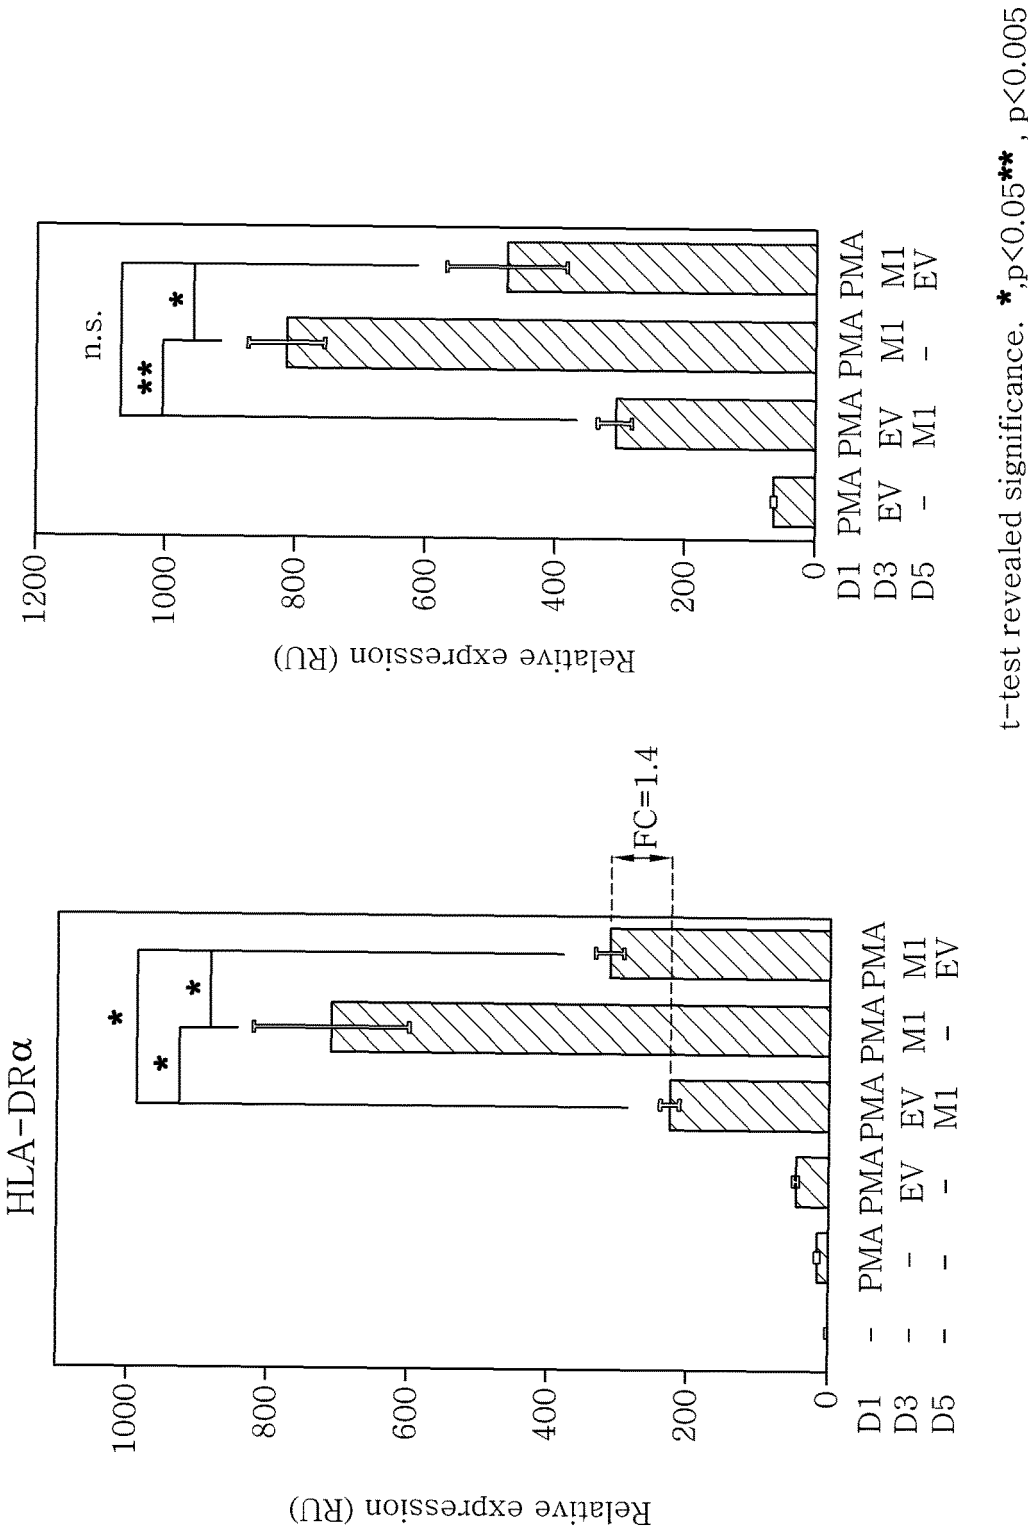 HLA-DRα
Relative expression (RU)
1000
800
600
400
200
0
* * *
FC=1.4
D1 - PMA PMA PMA PMA PMA
D3 - - EV EV M1 M1
D5 - - - M1 - EV
Relative expression (RU)
1200
1000
800
600
400
200
0
n.s.
** *
D1 PMA PMA PMA PMA
D3 EV EV M1 M1
D5 - M1 - EV
t-test revealed significance. *,p<0.05**, p<0.005